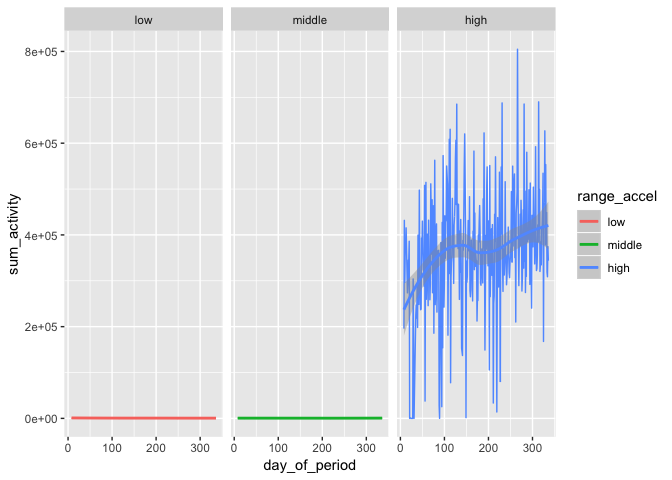 low middle high
8e+05
6e+05
4e+05
2e+05
0e+00
sum_activity
0 100 200 300 0 100 200 300 0 100 200 300
day_of_period
range_accel
low
middle
high